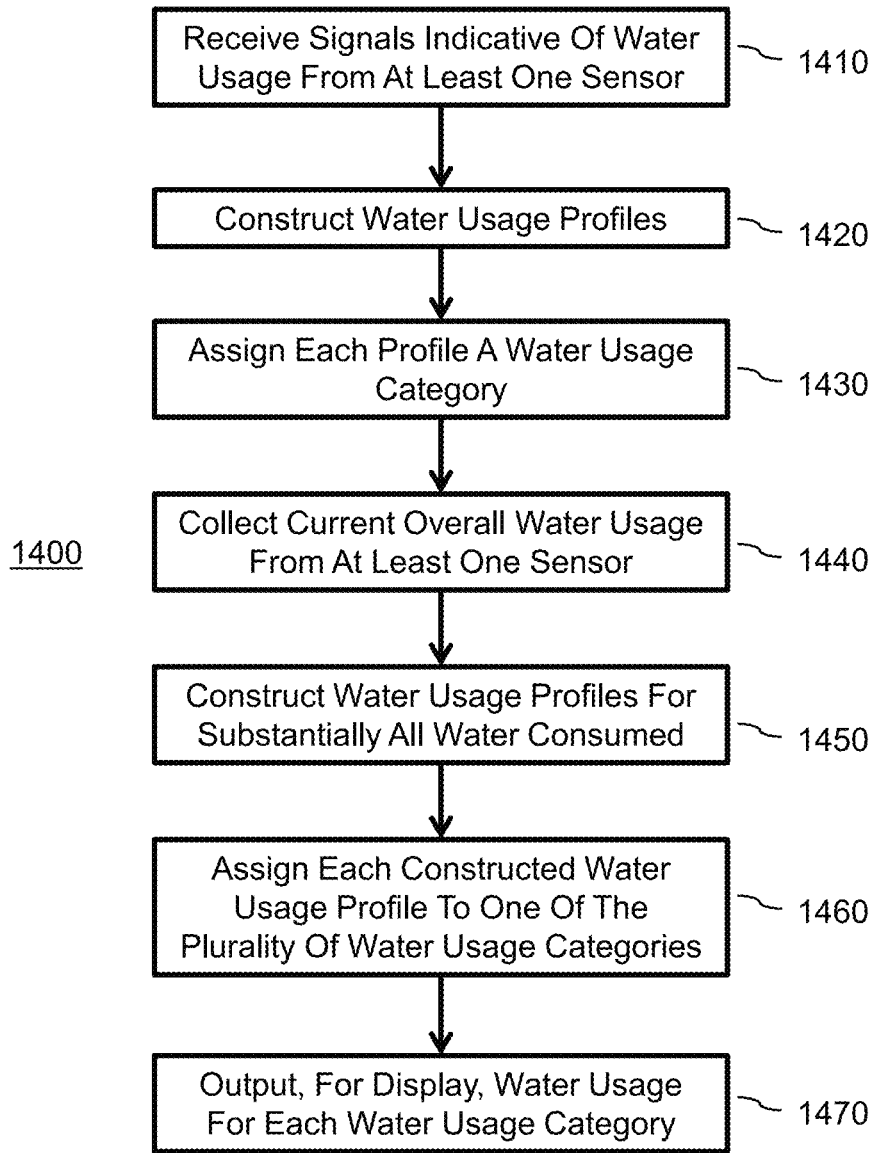 Receive Signals Indicative Of Water
Usage From At Least One Sensor
1410
Construct Water Usage Profiles
1420
Assign Each Profile A Water Usage
Category
1430
Collect Current Overall Water Usage
From At Least One Sensor
1440
1400
Construct Water Usage Profiles For
Substantially All Water Consumed
1450
Assign Each Constructed Water
Usage Profile To One Of The
Plurality Of Water Usage Categories
1460
Output, For Display, Water Usage
For Each Water Usage Category
1470